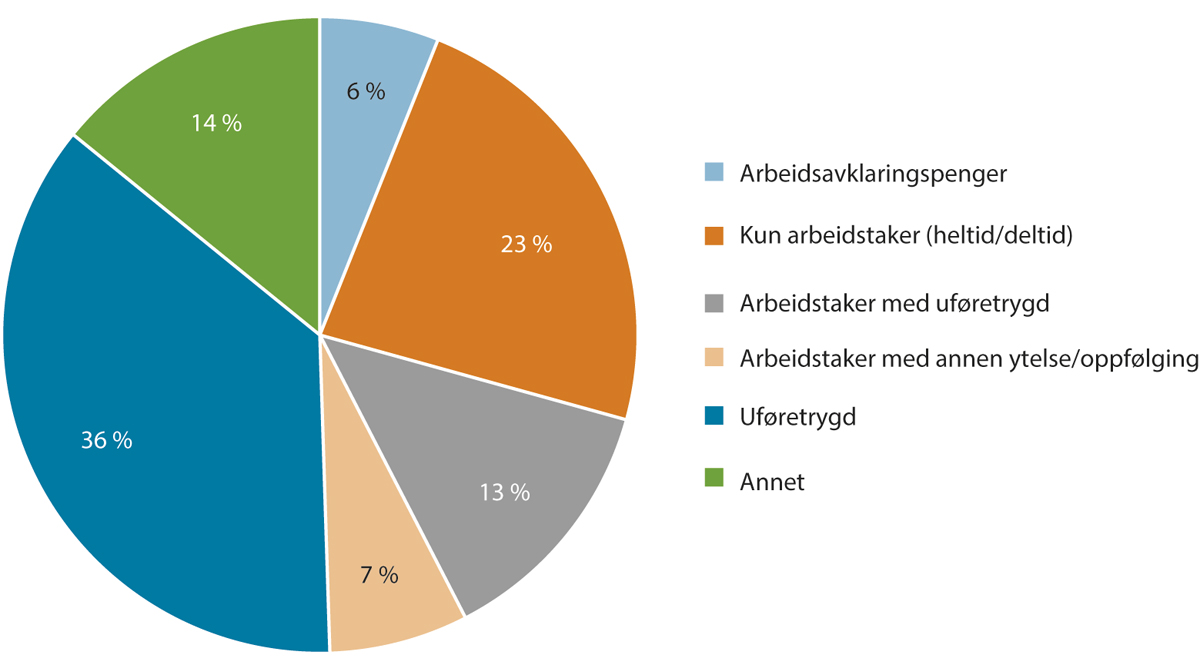 6 %
14 %
23 %
36 %
13 %
7 %
Arbeidsavklaringspenger
Kun arbeidstaker (heltid/deltid)
Arbeidstaker med uføretrygd
Arbeidstaker med annen ytelse/oppfølging
Uføretrygd
Annet